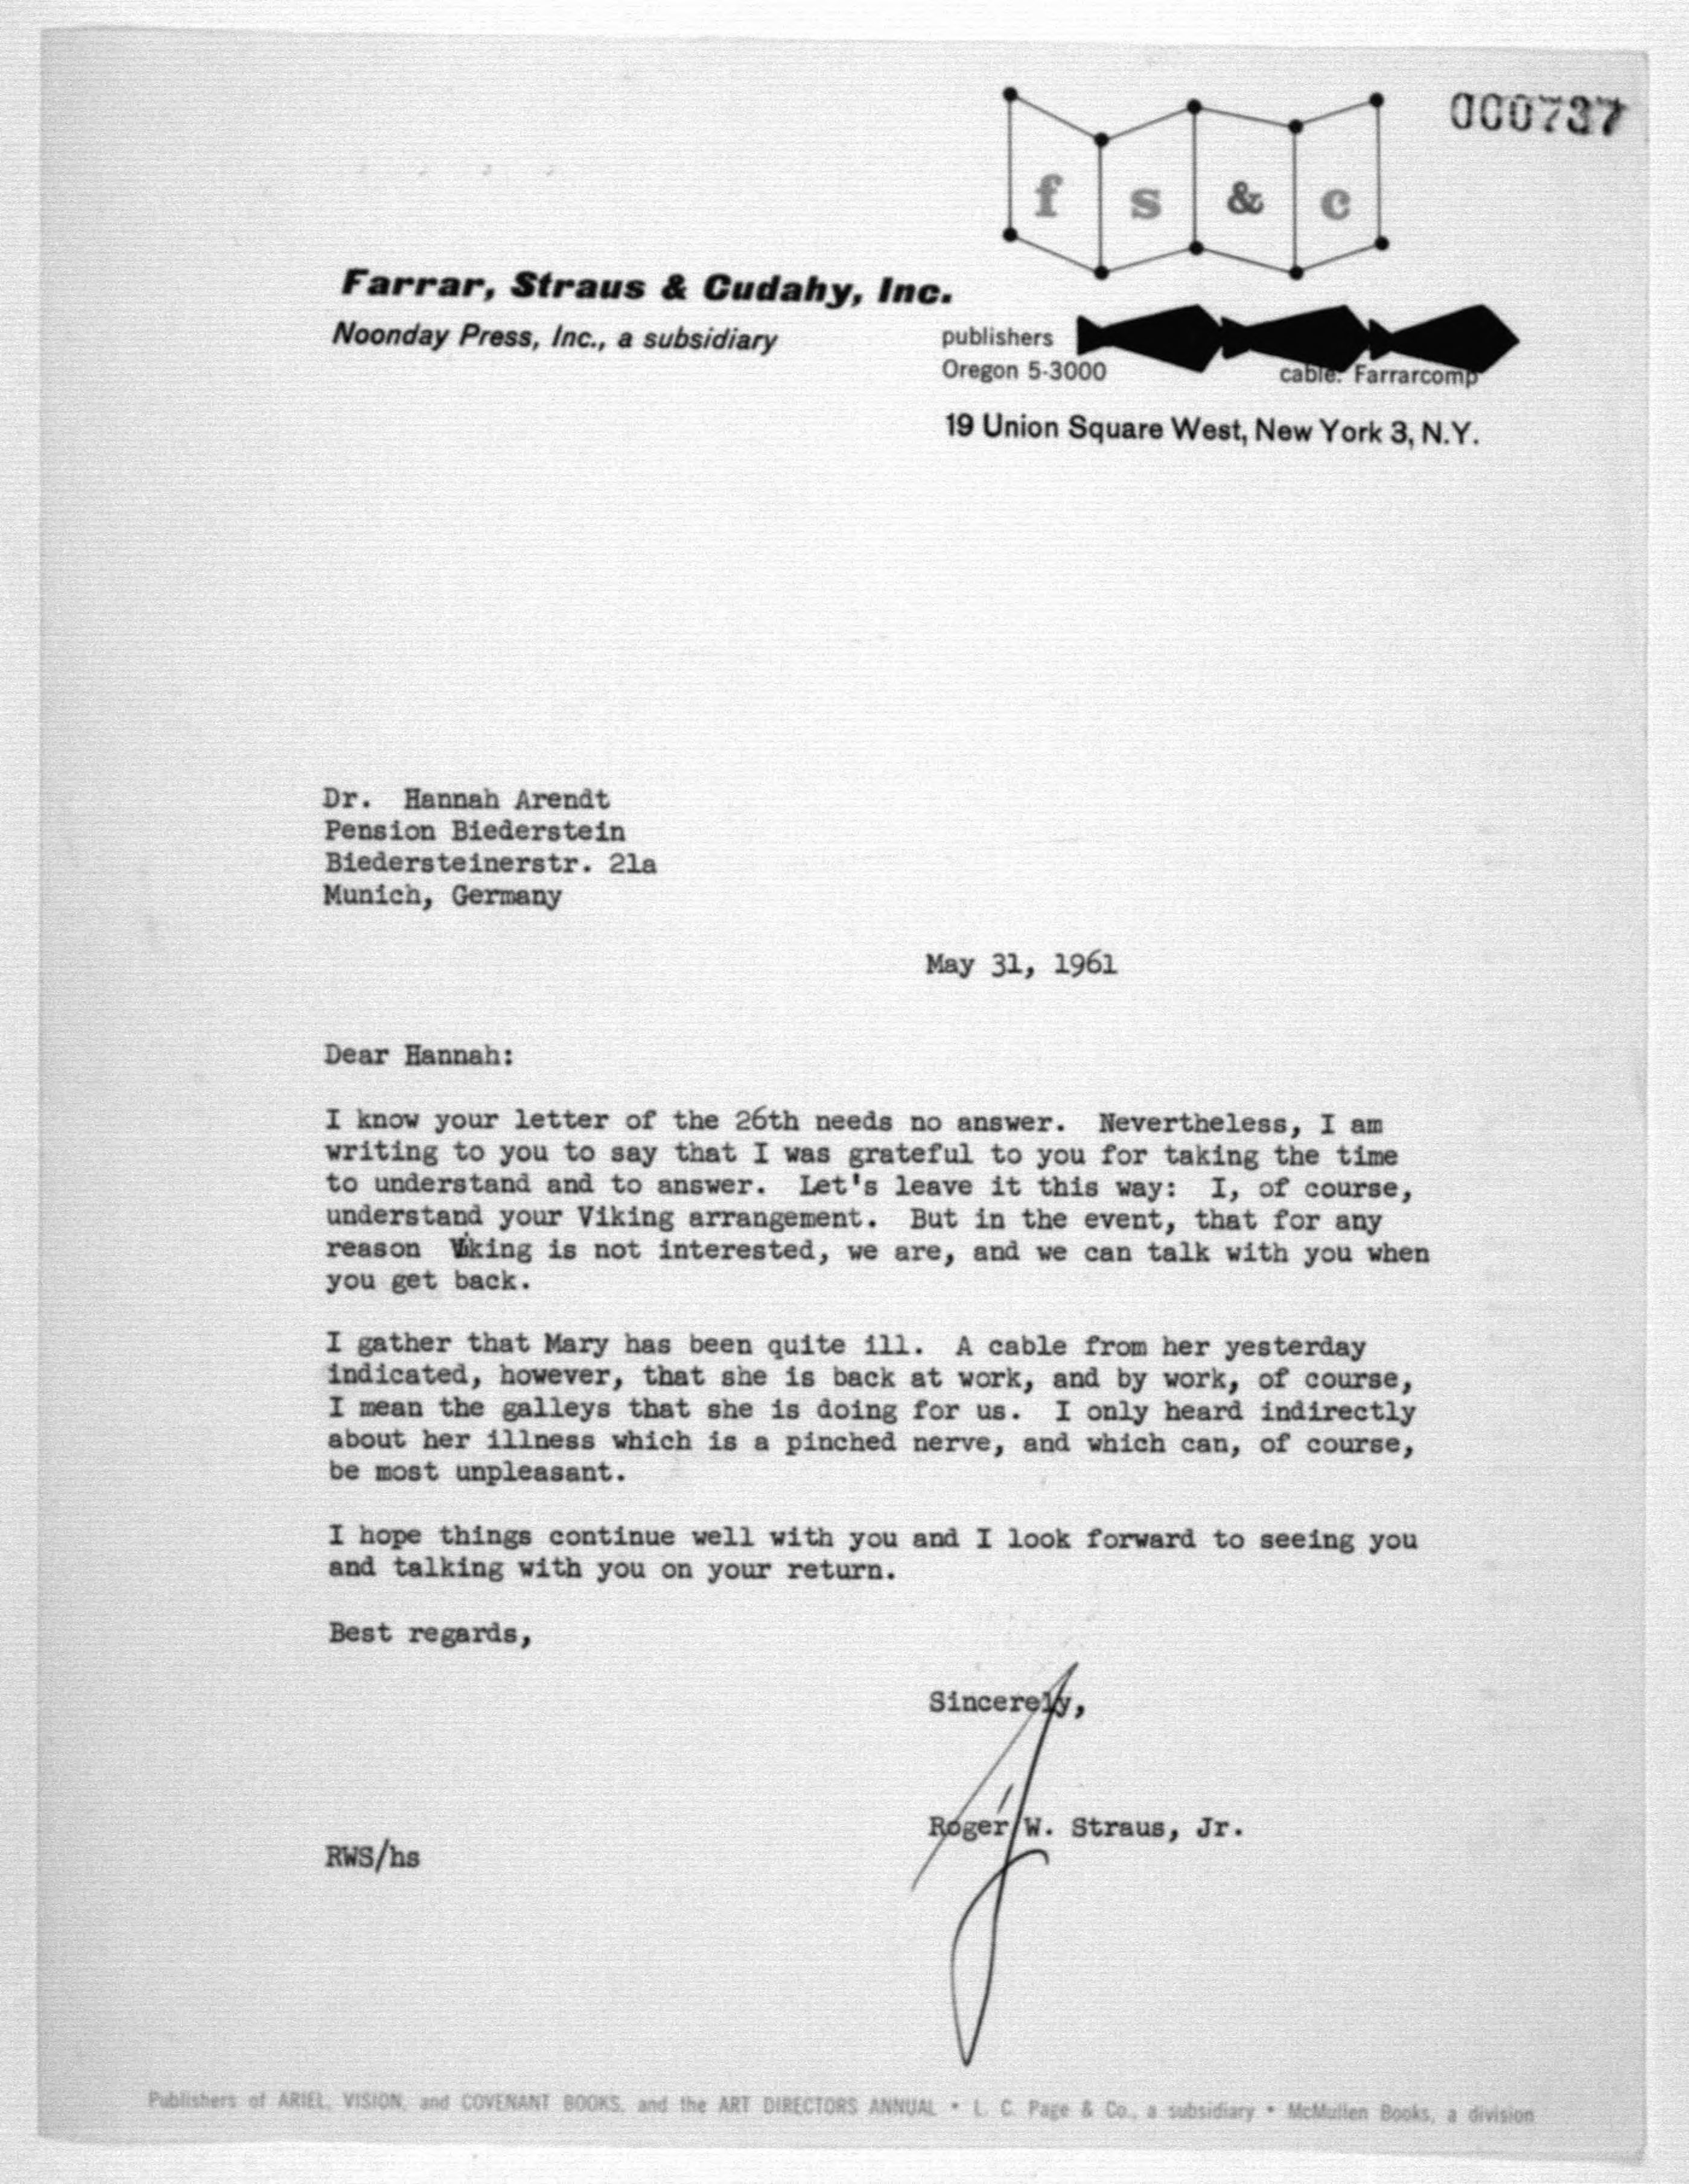 000737
f s & c
Farrar, Straus & Cudahy, Inc.
Noonday Press, Inc., a subsidiary
publishers
Oregon 5-3000 cable: Farrarcomp
19 Union Square West, New York 3, N.Y.
Dr. Hannah Arendt
Pension Biederstein
Biedersteinerstr. 21a
Munich, Germany
May 31, 1961
Dear Hannah:
I know your letter of the 26th needs no answer. Nevertheless, I am
writing to you to say that I was grateful to you for taking the time
to understand and to answer. Let's leave it this way: I, of course,
understand your Viking arrangement. But in the event, that for any
reason Viking is not interested, we are, and we can talk with you when
you get back.
I gather that Mary has been quite ill. A cable from her yesterday
indicated, however, that she is back at work, and by work, of course,
I mean the galleys that she is doing for us. I only heard indirectly
about her illness which is a pinched nerve, and which can, of course,
be most unpleasant.
I hope things continue well with you and I look forward to seeing you
and talking with you on your return.
Best regards,
Sincerely,
Roger W. Straus, Jr.
RWS/hs
Publishers of ARIEL, VISION, and COVENANT BOOKS, and the ART DIRECTORS ANNUAL • L. C. Page & Co., a subsidiary • McMullen Books, a division